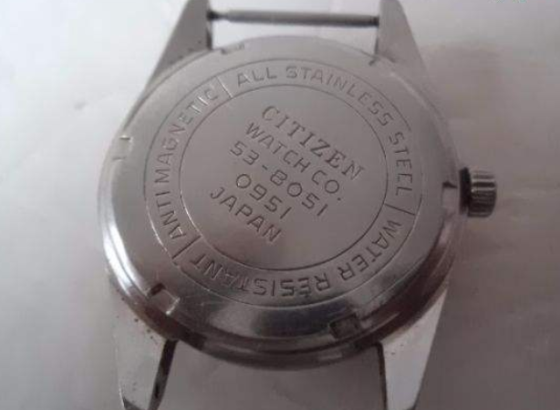 ALL STAINLESS STEEL
WATER RESISTANT
ANTI MAGNETIC
CITIZEN
WATCH CO.
53-8051
0951
JAPAN